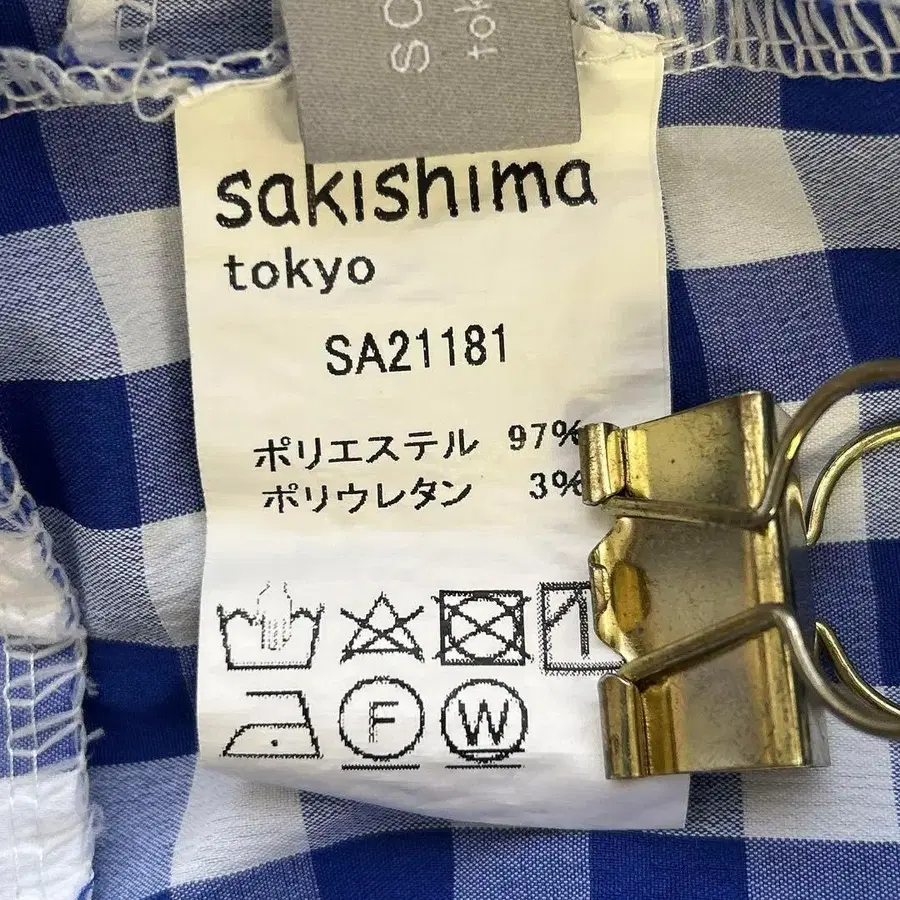 sakishima
tokyo
SA21181
ポリエステル 97%
ポリウレタン 3%
F W